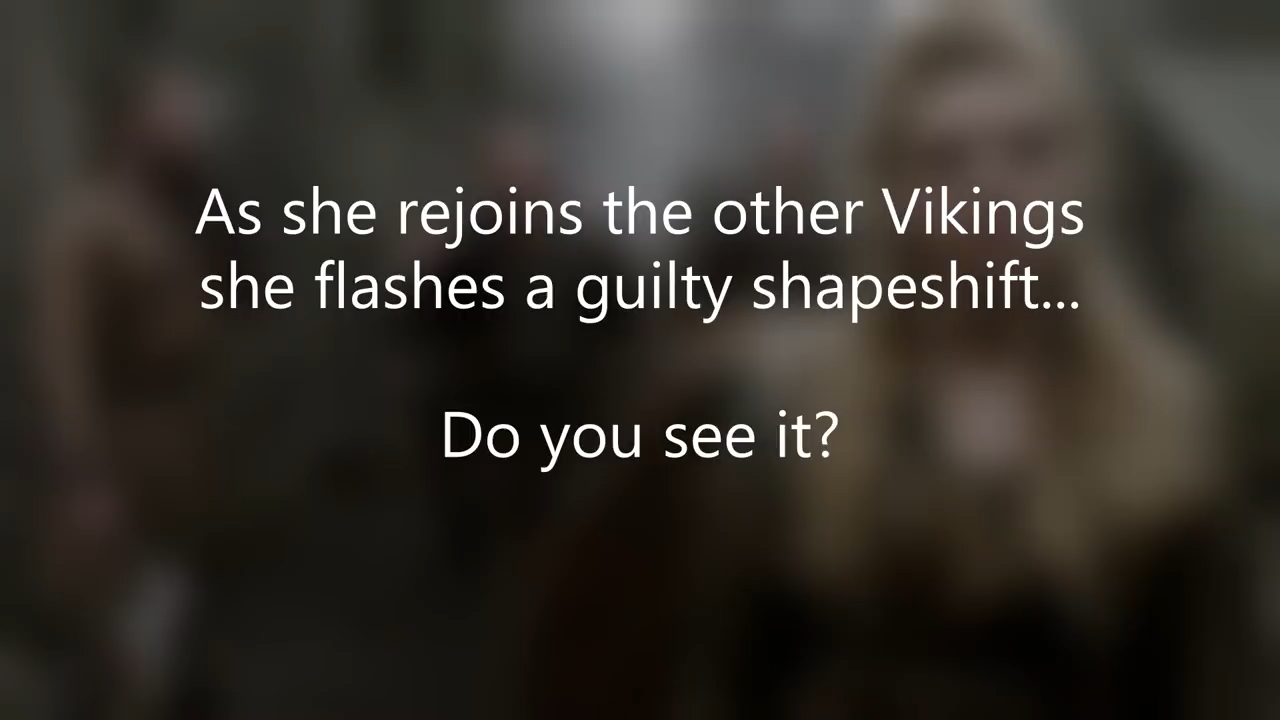 As she rejoins the other Vikings
she flashes a guilty shapeshift...
Do you see it?